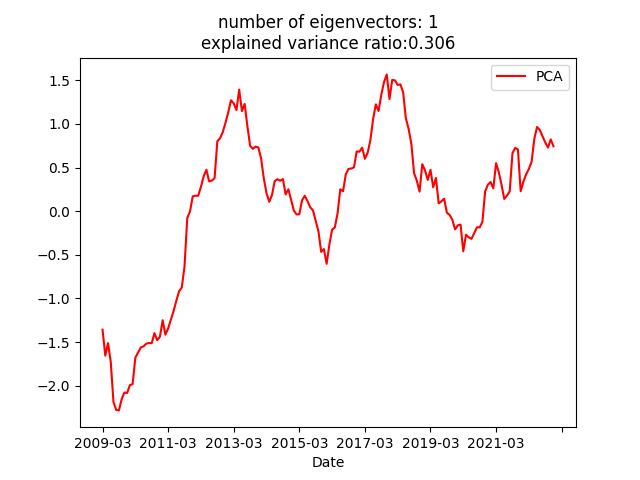 number of eigenvectors: 1
explained variance ratio:0.306
PCA
1.5
1.0
0.5
0.0
−0.5
−1.0
−1.5
−2.0
2009-03 2011-03 2013-03 2015-03 2017-03 2019-03 2021-03
Date